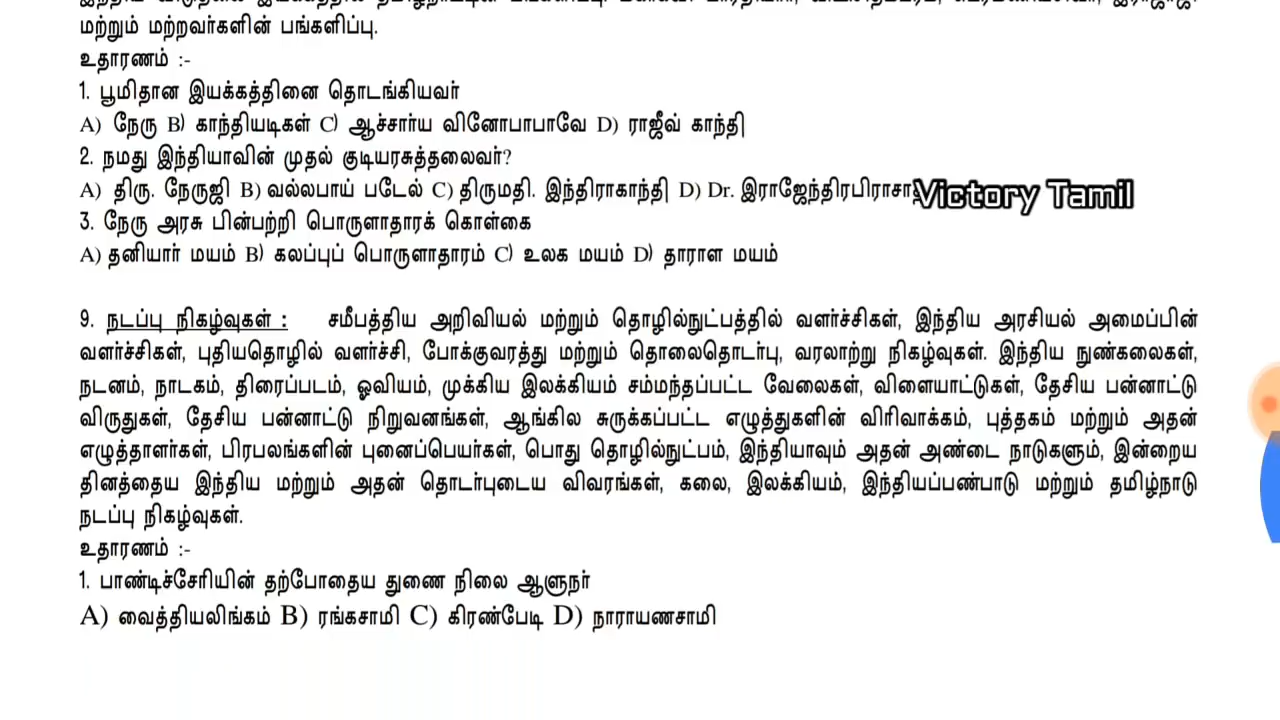 மற்றும் மற்றவர்களின் பங்களிப்பு.
உதாரணம் :-
1. பூமிதான இயக்கத்தினை தொடங்கியவர்
A) நேரு B) காந்தியடிகள் C) ஆச்சார்ய வினோபாபாவே D) ராஜீவ் காந்தி
2. நமது இந்தியாவின் முதல் குடியரசுத்தலைவர்?
A) திரு. நேருஜி B) வல்லபாய் படேல் C) திருமதி. இந்திராகாந்தி D) Dr.
Victory Tamil
3. நேரு அரசு பின்பற்றி பொருளாதாரக் கொள்கை
A) தனியார் மயம் B) கலப்புப் பொருளாதாரம் C) உலக மயம் D) தாராள மயம்
9. நடப்பு நிகழ்வுகள் : சமீபத்திய அறிவியல் மற்றும் தொழில்நுட்பத்தில் வளர்ச்சிகள், இந்திய அரசியல் அமைப்பின்
வளர்ச்சிகள், புதியதொழில் வளர்ச்சி, போக்குவரத்து மற்றும் தொலைதொடர்பு, வரலாற்று நிகழ்வுகள். இந்திய நுண்கலைகள்,
நடனம், நாடகம், திரைப்படம், ஓவியம், முக்கிய இலக்கியம் சம்மந்தப்பட்ட வேலைகள், விளையாட்டுகள், தேசிய பன்னாட்டு
விருதுகள், தேசிய பன்னாட்டு நிறுவனங்கள், ஆங்கில சுருக்கப்பட்ட எழுத்துகளின் விரிவாக்கம், புத்தகம் மற்றும் அதன்
எழுத்தாளர்கள், பிரபலங்களின் புனைப்பெயர்கள், பொது தொழில்நுட்பம், இந்தியாவும் அதன் அண்டை நாடுகளும், இன்றைய
தினத்தைய இந்திய மற்றும் அதன் தொடர்புடைய விவரங்கள், கலை, இலக்கியம், இந்தியப்பண்பாடு மற்றும் தமிழ்நாடு
நடப்பு நிகழ்வுகள்.
உதாரணம் :-
1. பாண்டிச்சேரியின் தற்போதைய துணை நிலை ஆளுநர்
A) வைத்தியலிங்கம் B) ரங்கசாமி C) கிரண்பேடி D) நாராயணசாமி